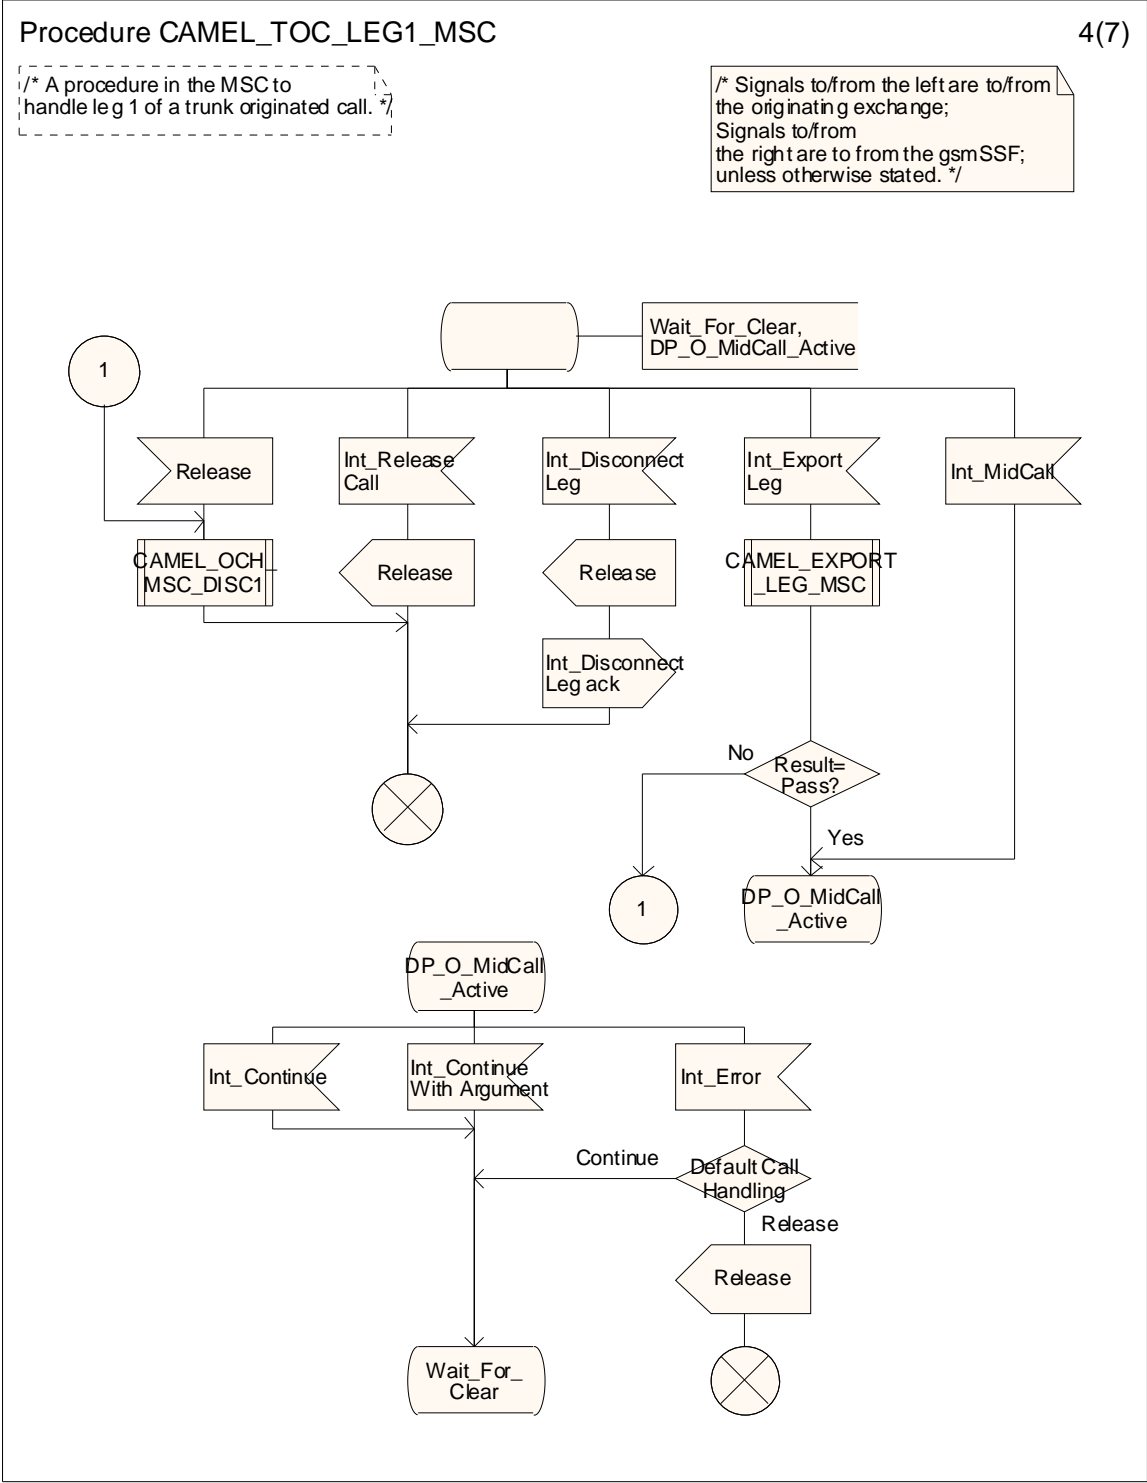 Procedure CAMEL_TOC_LEG1_MSC
4(7)
/* A procedure in the MSC to
handle leg 1 of a trunk originated call. */
/* Signals to/from the left are to/from
the originating exchange;
Signals to/from
the right are to from the gsmSSF;
unless otherwise stated. */
Wait_For_Clear,
DP_O_MidCall_Active
1
Release
Int_Release
Call
Int_Disconnect
Leg
Int_Export
Leg
Int_MidCall
CAMEL_OCH_
MSC_DISC1
Release
Release
CAMEL_EXPORT
_LEG_MSC
Int_Disconnect
Leg ack
No
Result=
Pass?
Yes
1
DP_O_MidCall
_Active
DP_O_MidCall
_Active
Int_Continue
Int_Continue
With Argument
Int_Error
Continue
Default Call
Handling
Release
Release
Wait_For_
Clear